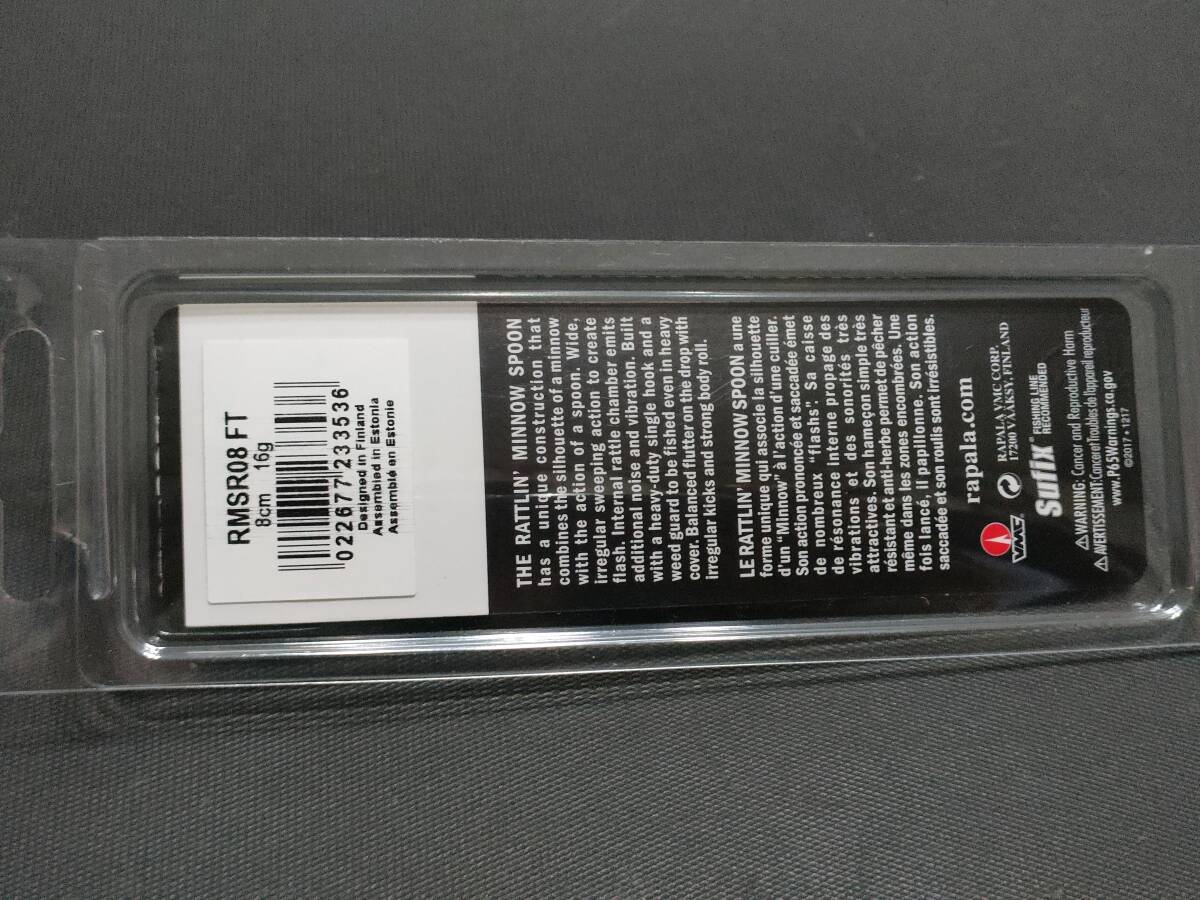 RMSR08 FT
8cm 16g
022677233536
Designed in Finland
Assembled in Estonia
Assemblé en Estonie
THE RATTLIN' MINNOW SPOON
has a unique construction that
combines the silhouette of a minnow
with the action of a spoon. Wide,
irregular sweeping action to create
flash. Internal rattle chamber emits
additional noise and vibration. Built
with a heavy-duty single hook and a
weed guard to be fished even in heavy
cover. Balanced flutter on the drop with
irregular kicks and strong body roll.
LE RATTLIN' MINNOW SPOON a une
forme unique qui associe la silhouette
d'un "Minnow" à l'action d'une cuiller.
Son action prononcée et saccadée émet
de nombreux "flashs". Sa caisse
de résonance interne propage des
vibrations et des sonorités très
attractives. Son hameçon simple très
résistant et anti-herbe permet de pêcher
même dans les zones encombrées. Une
fois lancé, il papillonne. Son action
saccadée et son roulis sont irrésistibles.
rapala.com
VMC
RAPALA VMC CORP.
17200 VÄÄKSY, FINLAND
Sufix®
FISHING LINE
RECOMMENDED
⚠WARNING: Cancer and Reproductive Harm
⚠AVERTISSEMENT: Cancer Troubles de l'appareil reproducteur
www.P65Warnings.ca.gov
©2017 • 1217